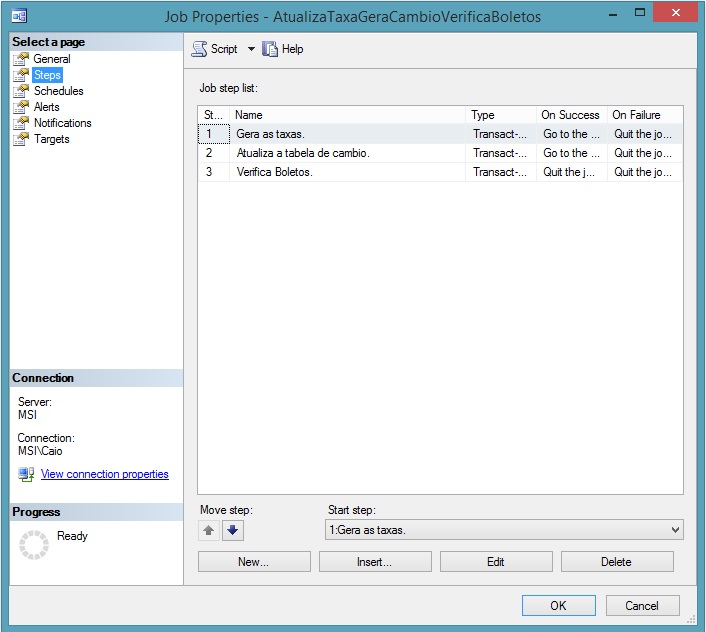 Job Properties - AtualizaTaxaGeraCambioVerificaBoletos
Select a page
General
Steps
Schedules
Alerts
Notifications
Targets
Script Help
Job step list:
St... Name Type On Success On Failure
1 Gera as taxas. Transact-... Go to the ... Quit the jo...
2 Atualiza a tabela de cambio. Transact-... Go to the ... Quit the jo...
3 Verifica Boletos. Transact-... Quit the j... Quit the jo...
Connection
Server:
MSI
Connection:
MSI\Caio
View connection properties
Progress
Ready
Move step: Start step:
1:Gera as taxas.
New... Insert... Edit Delete
OK Cancel